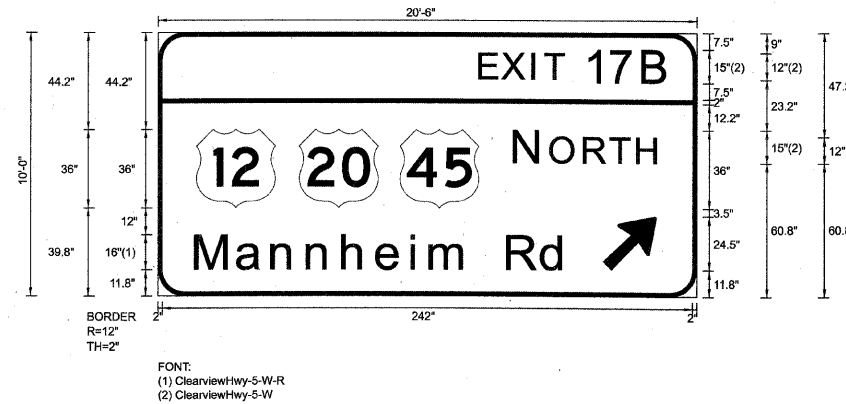 20'-6"
EXIT 17B
NORTH
12 20 45
Mannheim Rd
10'-0"
44.2"
36"
39.8"
44.2"
36"
12"
16"(1)
11.8"
7.5"
15"(2)
7.5"
2"
12.2"
36"
3.5"
24.5"
11.8"
9"
12"(2)
23.2"
15"(2)
60.8"
12"
2"
242"
2"
BORDER
R=12"
TH=2"
FONT:
(1) ClearviewHwy-5-W-R
(2) ClearviewHwy-5-W